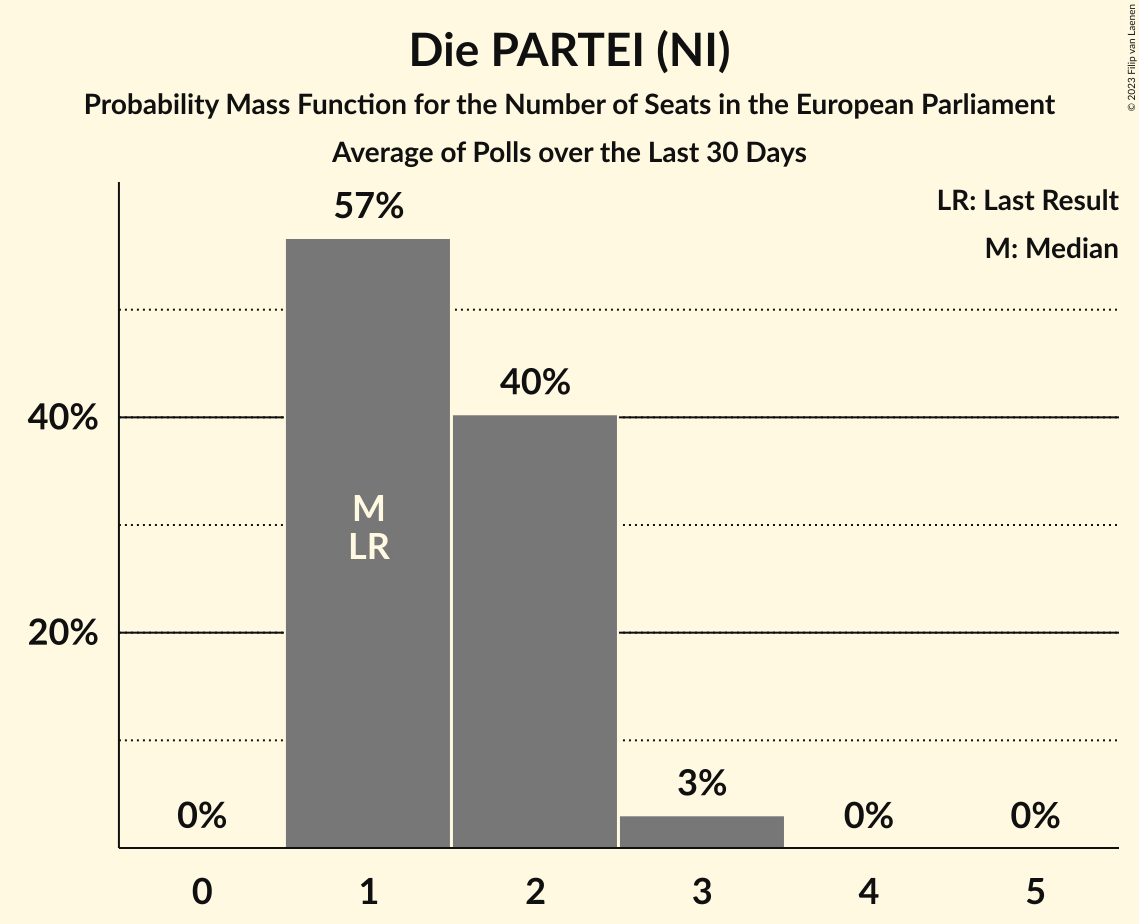 Die PARTEI (NI)
Probability Mass Function for the Number of Seats in the European Parliament
Average of Polls over the Last 30 Days
© 2023 Filip van Laenen
LR: Last Result
M: Median
57%
40%
40%
M
LR
20%
0%
3%
0%
0%
0
1
2
3
4
5